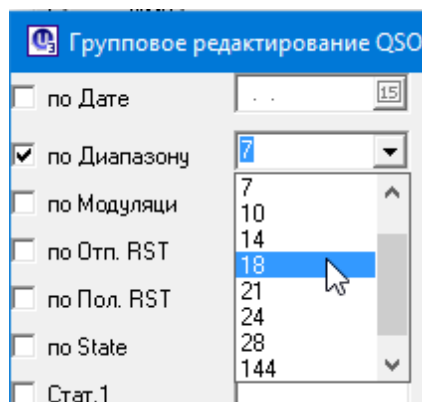 Групповое редактирование QSO
по Дате
. .
15
по Диапазону
7
7
10
14
18
21
24
28
144
по Модуляци
по Отп. RST
по Пол. RST
по State
Стат.1